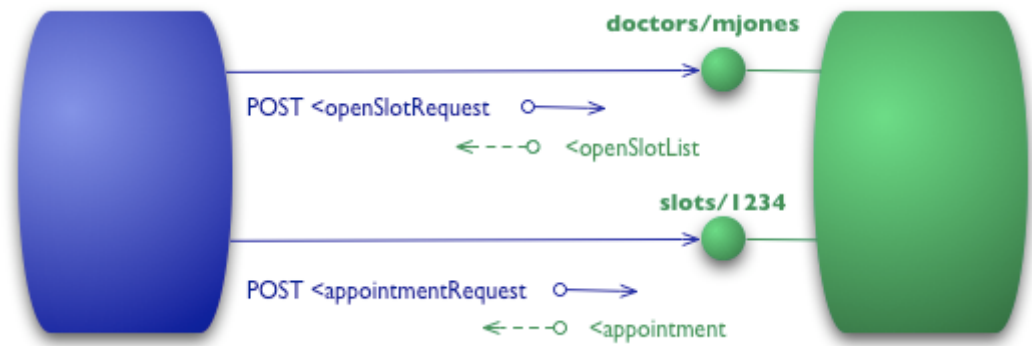 doctors/mjones
POST <openSlotRequest
<openSlotList
slots/1234
POST <appointmentRequest
<appointment